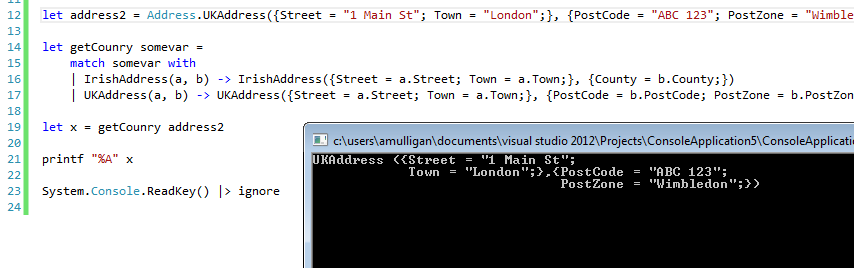 11
12 let address2 = Address.UKAddress({Street = "1 Main St"; Town = "London";}, {PostCode = "ABC 123"; PostZone = "Wimble
13
14 let getCounry somevar =
15 match somevar with
16 | IrishAddress(a, b) -> IrishAddress({Street = a.Street; Town = a.Town;}, {County = b.County;})
17 | UKAddress(a, b) -> UKAddress({Street = a.Street; Town = a.Town;}, {PostCode = b.PostCode; PostZone = b.PostZon
18
19 let x = getCounry address2
20
21 printf "%A" x
22
23 System.Console.ReadKey() |> ignore
24
c:\users\amulligan\documents\visual studio 2012\Projects\ConsoleApplication5\ConsoleApplication
UKAddress ({Street = "1 Main St";
Town = "London";},{PostCode = "ABC 123";
PostZone = "Wimbledon";})